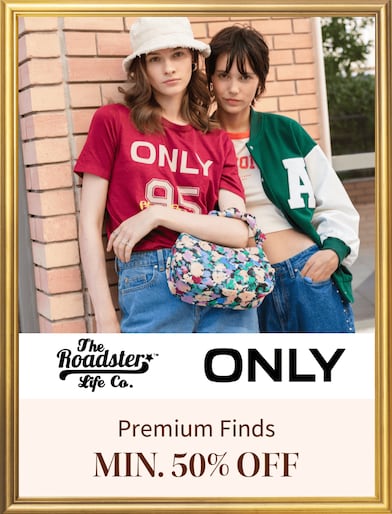 ONLY
95
A
The
Roadster
Life Co.
ONLY
Premium Finds
MIN. 50% OFF